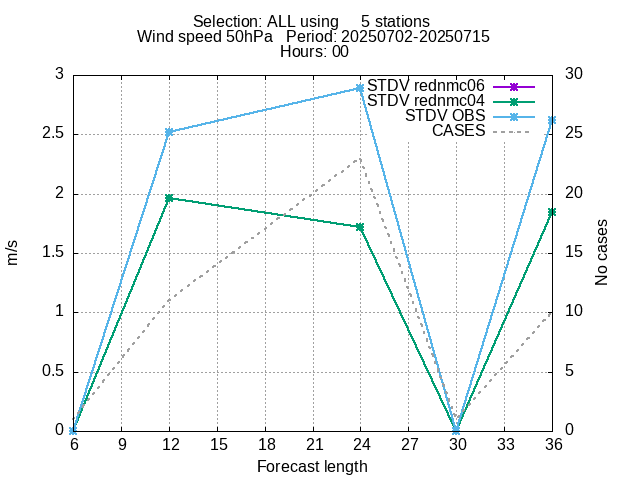 Selection: ALL using     5 stations
Wind speed 50hPa   Period: 20250702-20250715
Hours: 00
STDV rednmc06
STDV rednmc04
STDV OBS
CASES
3
2.5
2
1.5
1
0.5
0
30
25
20
15
10
5
0
m/s
No cases
6 9 12 15 18 21 24 27 30 33 36
Forecast length